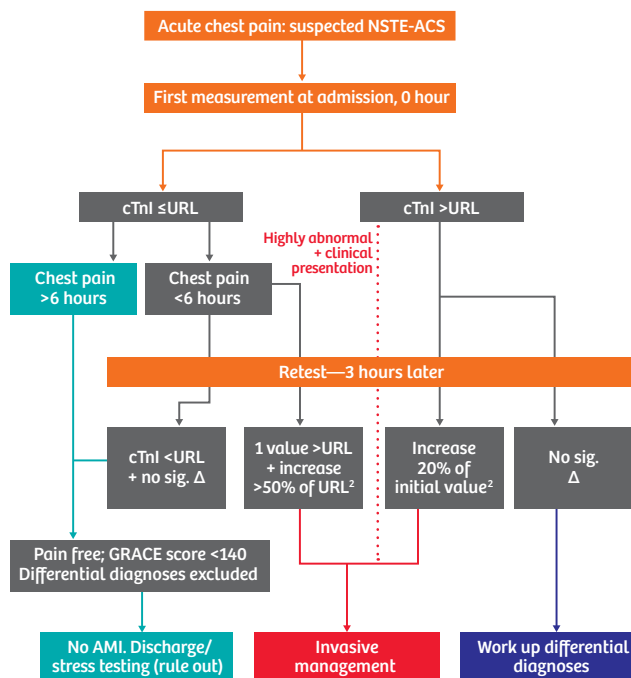 Acute chest pain: suspected NSTE-ACS
First measurement at admission, 0 hour
cTnI ≤URL
cTnI >URL
Highly abnormal
+ clinical
presentation
Chest pain
>6 hours
Chest pain
<6 hours
Retest—3 hours later
cTnI <URL
+ no sig. Δ
1 value >URL
+ increase
>50% of URL²
Increase
20% of
initial value²
No sig.
Δ
Pain free; GRACE score <140
Differential diagnoses excluded
No AMI. Discharge/
stress testing (rule out)
Invasive
management
Work up differential
diagnoses